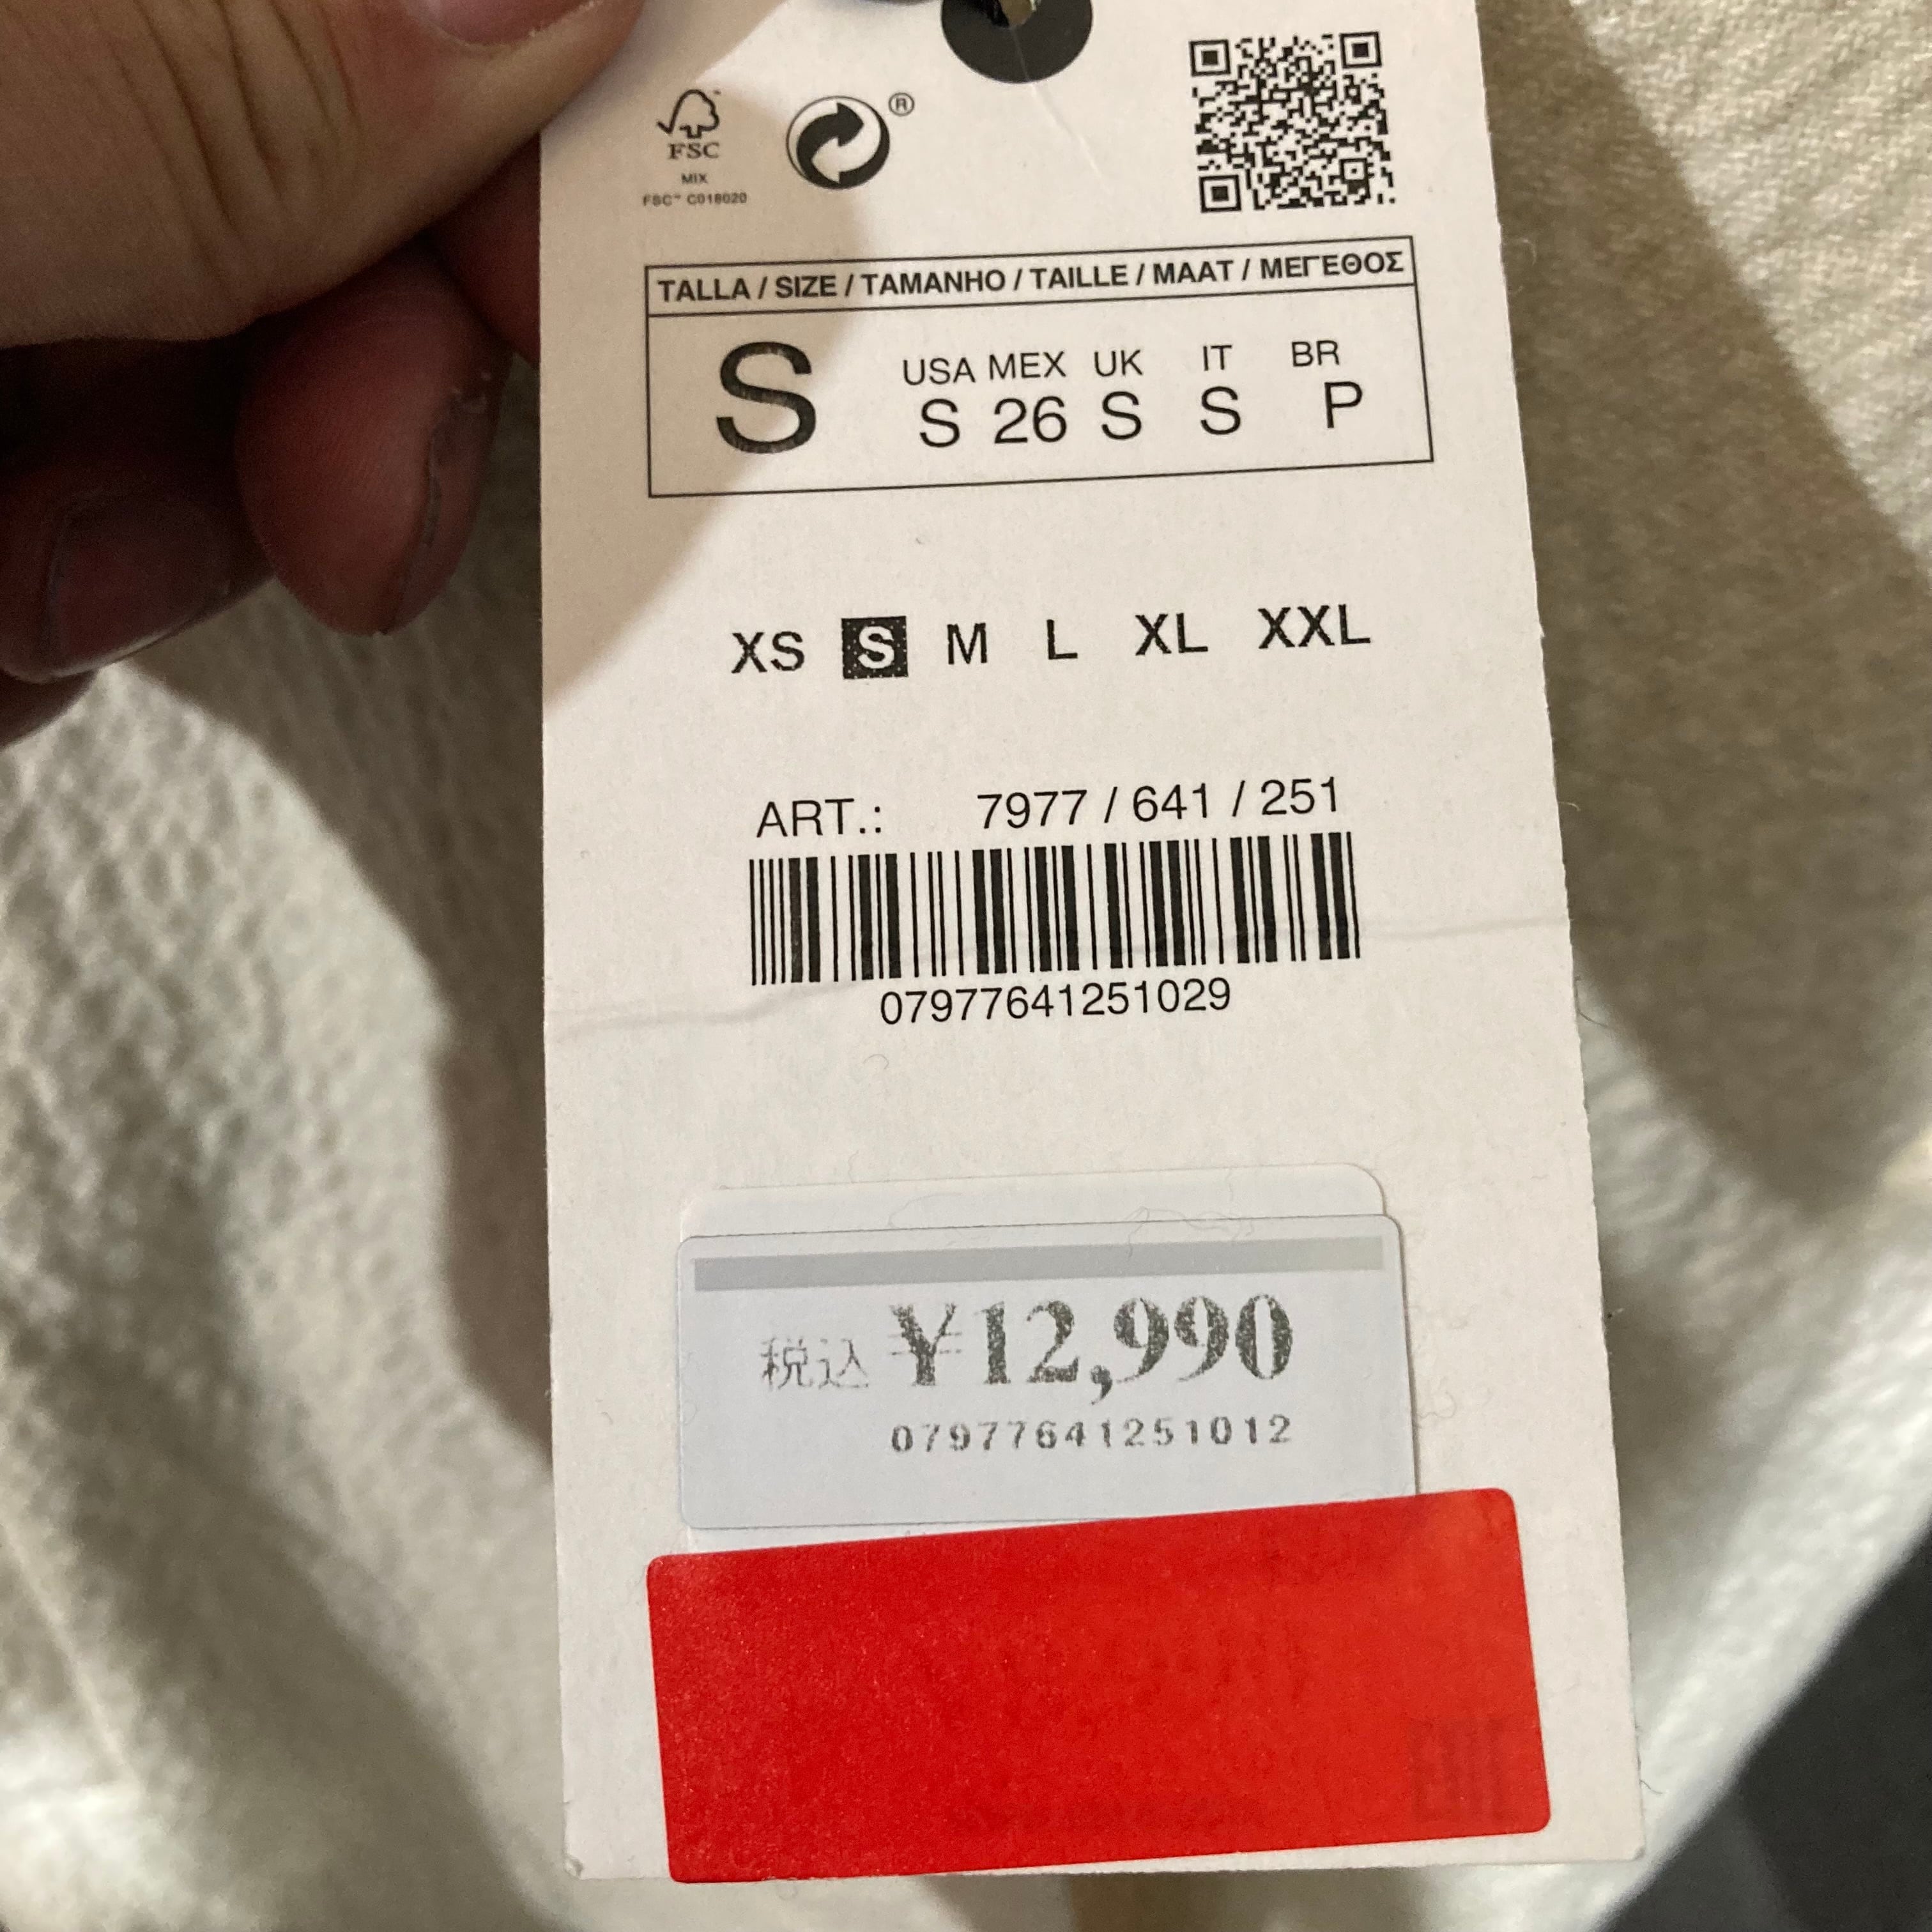 FSC™
®
MIX
FSC™ C018020
TALLA / SIZE / TAMANHO / TAILLE / MAAT / ΜΕΓΕΘΟΣ
S
USA MEX UK IT BR
S 26 S S P
XS S M L XL XXL
ART.: 7977 / 641 / 251
07977641251029
税込 ¥12,990
07977641251012